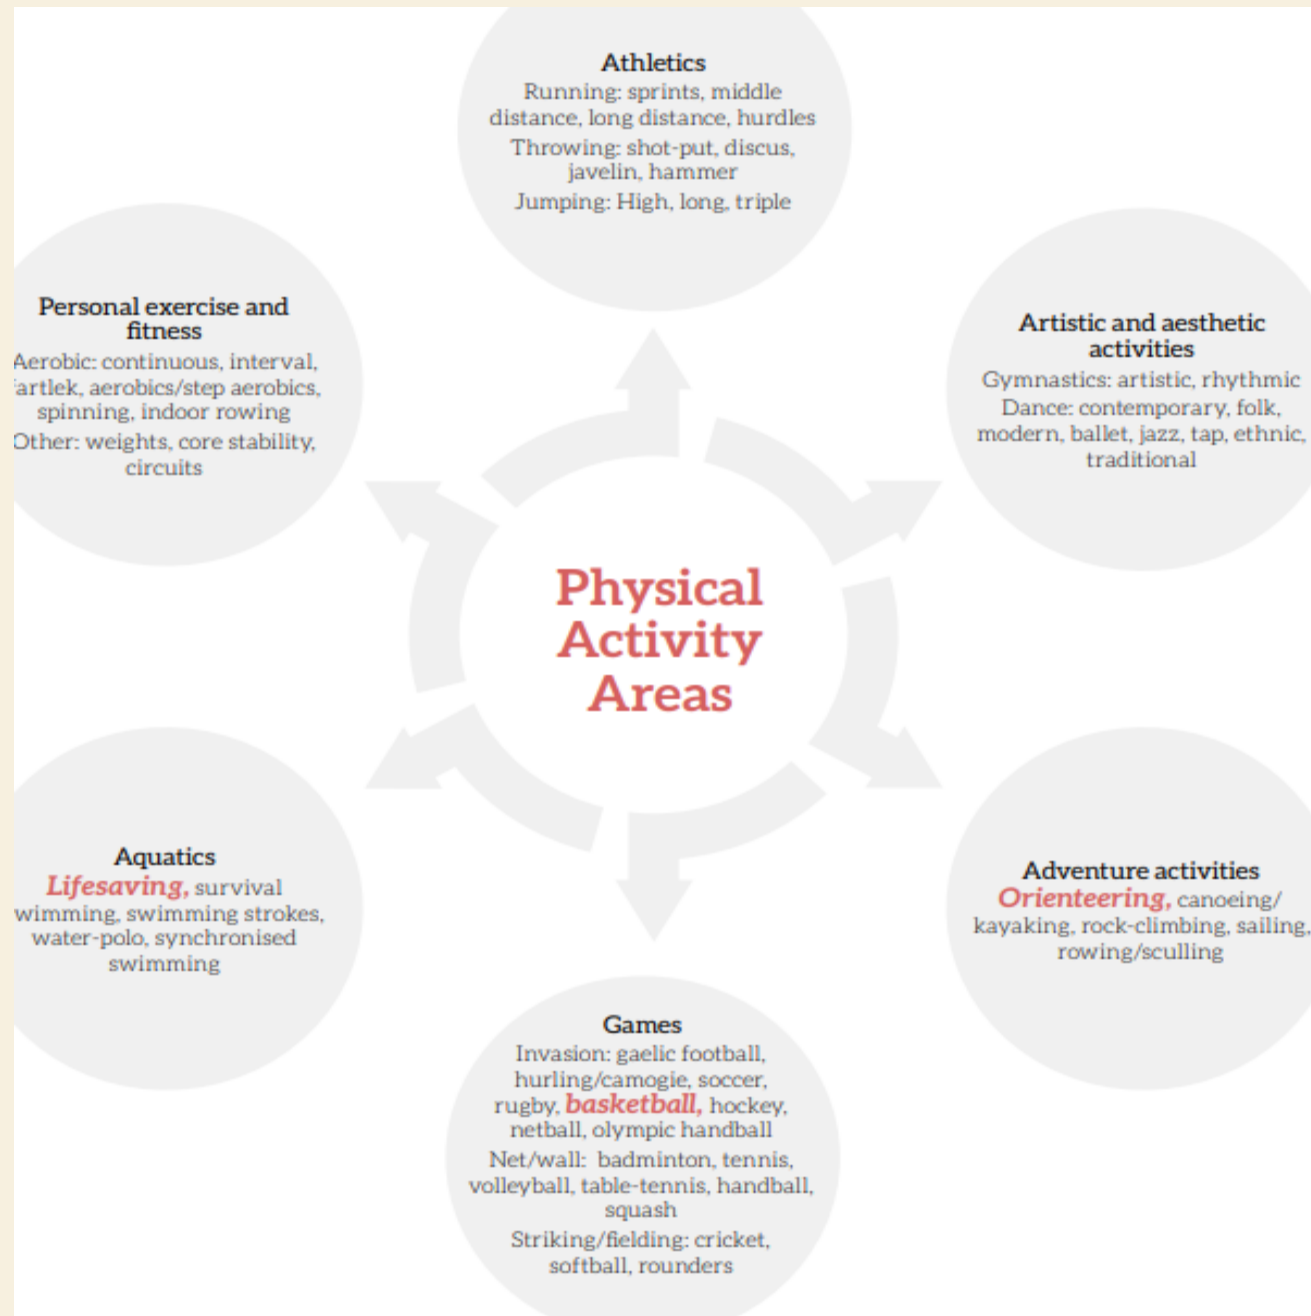 Athletics
Running: sprints, middle
distance, long distance, hurdles
Throwing: shot-put, discus,
javelin, hammer
Jumping: High, long, triple
Personal exercise and
fitness
Aerobic: continuous, interval,
artlek, aerobics/step aerobics,
spinning, indoor rowing
Other: weights, core stability,
circuits
Artistic and aesthetic
activities
Gymnastics: artistic, rhythmic
Dance: contemporary, folk,
modern, ballet, jazz, tap, ethnic,
traditional
Physical
Activity
Areas
Aquatics
Lifesaving, survival
wimming, swimming strokes,
water-polo, synchronised
swimming
Adventure activities
Orienteering, canoeing/
kayaking, rock-climbing, sailing,
rowing/sculling
Games
Invasion: gaelic football,
hurling/camogie, soccer,
rugby, basketball, hockey,
netball, olympic handball
Net/wall: badminton, tennis,
volleyball, table-tennis, handball,
squash
Striking/fielding: cricket,
softball, rounders